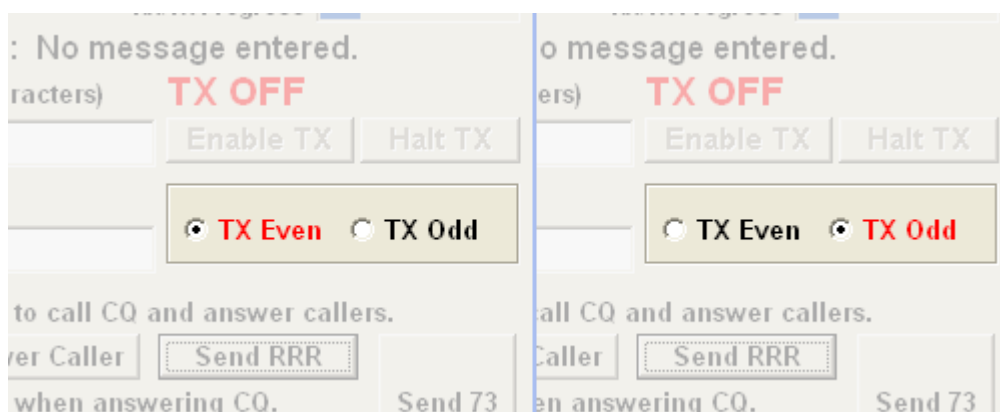 : No message entered.
racters) TX OFF
Enable TX Halt TX
TX Even TX Odd
to call CQ and answer callers.
er Caller Send RRR
when answering CQ. Send 73
o message entered.
ers) TX OFF
Enable TX Halt TX
TX Even TX Odd
all CQ and answer callers.
Caller Send RRR
en answering CQ. Send 73